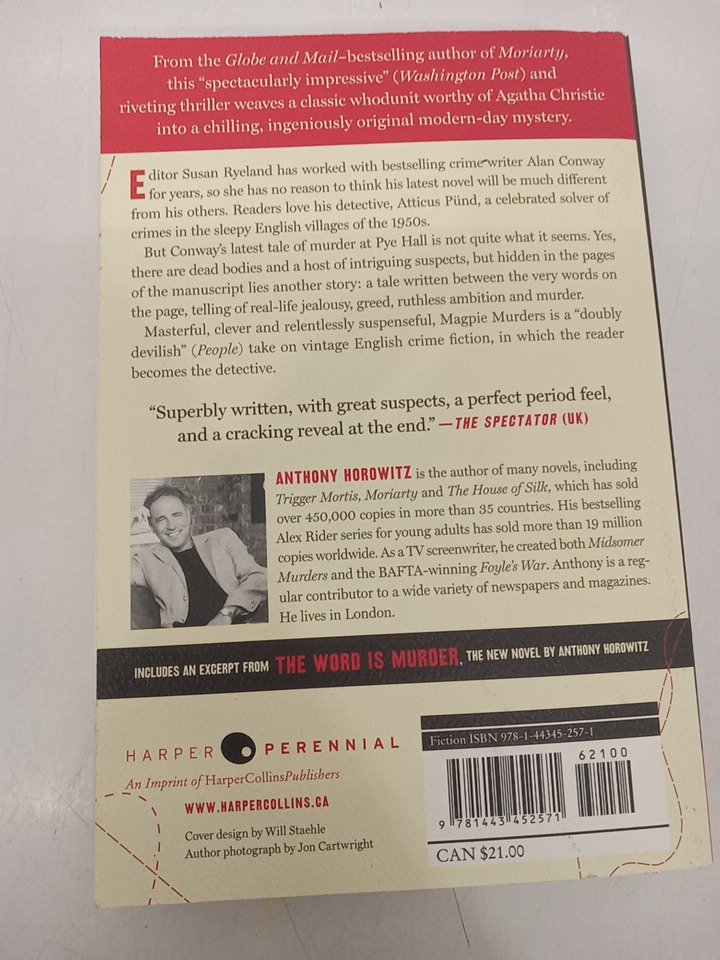 From the Globe and Mail–bestselling author of Moriarty,
this “spectacularly impressive” (Washington Post) and
riveting thriller weaves a classic whodunit worthy of Agatha Christie
into a chilling, ingeniously original modern-day mystery.
Editor Susan Ryeland has worked with bestselling crime writer Alan Conway
for years, so she has no reason to think his latest novel will be much different
from his others. Readers love his detective, Atticus Pünd, a celebrated solver of
crimes in the sleepy English villages of the 1950s.
But Conway’s latest tale of murder at Pye Hall is not quite what it seems. Yes,
there are dead bodies and a host of intriguing suspects, but hidden in the pages
of the manuscript lies another story: a tale written between the very words on
the page, telling of real-life jealousy, greed, ruthless ambition and murder.
Masterful, clever and relentlessly suspenseful, Magpie Murders is a “doubly
devilish” (People) take on vintage English crime fiction, in which the reader
becomes the detective.
“Superbly written, with great suspects, a perfect period feel,
and a cracking reveal at the end.” —THE SPECTATOR (UK)
ANTHONY HOROWITZ is the author of many novels, including
Trigger Mortis, Moriarty and The House of Silk, which has sold
over 450,000 copies in more than 35 countries. His bestselling
Alex Rider series for young adults has sold more than 19 million
copies worldwide. As a TV screenwriter, he created both Midsomer
Murders and the BAFTA-winning Foyle’s War. Anthony is a reg-
ular contributor to a wide variety of newspapers and magazines.
He lives in London.
INCLUDES AN EXCERPT FROM THE WORD IS MURDER, THE NEW NOVEL BY ANTHONY HOROWITZ
HARPER PERENNIAL
An Imprint of HarperCollinsPublishers
WWW.HARPERCOLLINS.CA
Cover design by Will Staehle
Author photograph by Jon Cartwright
Fiction ISBN 978-1-44345-257-1
62100
9 781443 452571
CAN $21.00